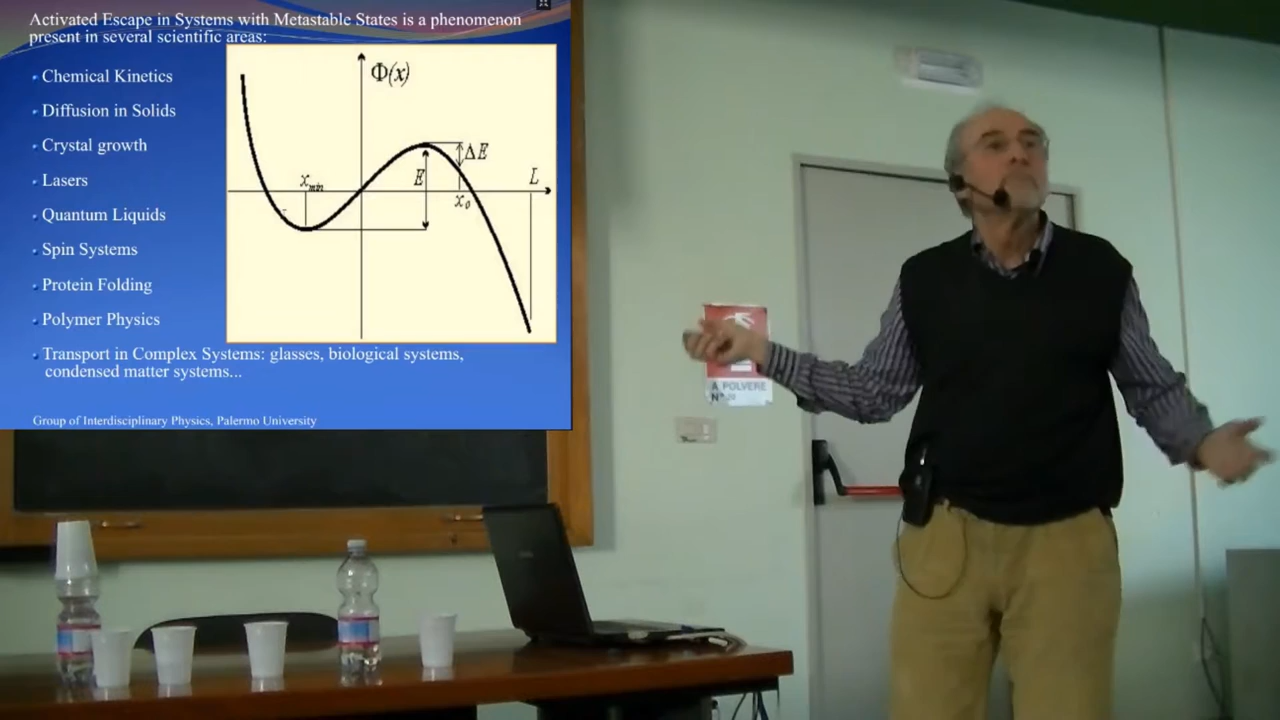 Activated Escape in Systems with Metastable States is a phenomenon
present in several scientific areas:
Chemical Kinetics
Diffusion in Solids
Crystal growth
Lasers
Quantum Liquids
Spin Systems
Protein Folding
Polymer Physics
Transport in Complex Systems: glasses, biological systems,
condensed matter systems...
Φ(x)
ΔE
x_min
E
L
x_0
Group of Interdisciplinary Physics, Palermo University
A POLVERE
N°